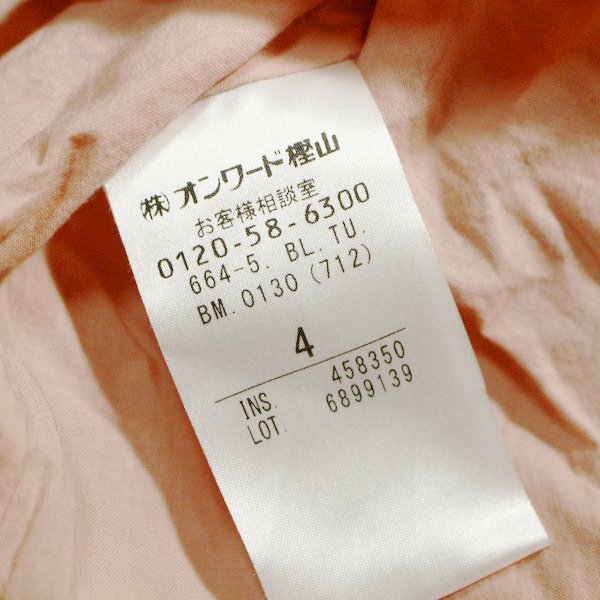 (株)オンワード樫山
お客様相談室
0120-58-6300
664-5. BL. TU.
BM. 0130 (712)
4
INS. 458350
LOT. 6899139